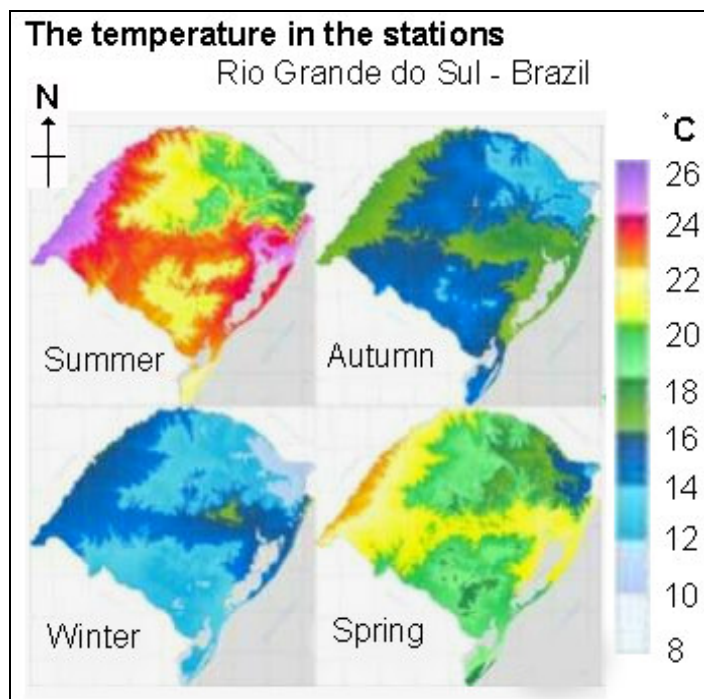 The temperature in the stations
Rio Grande do Sul - Brazil
N
°C
26
24
22
20
18
16
14
12
10
8
Summer
Autumn
Winter
Spring